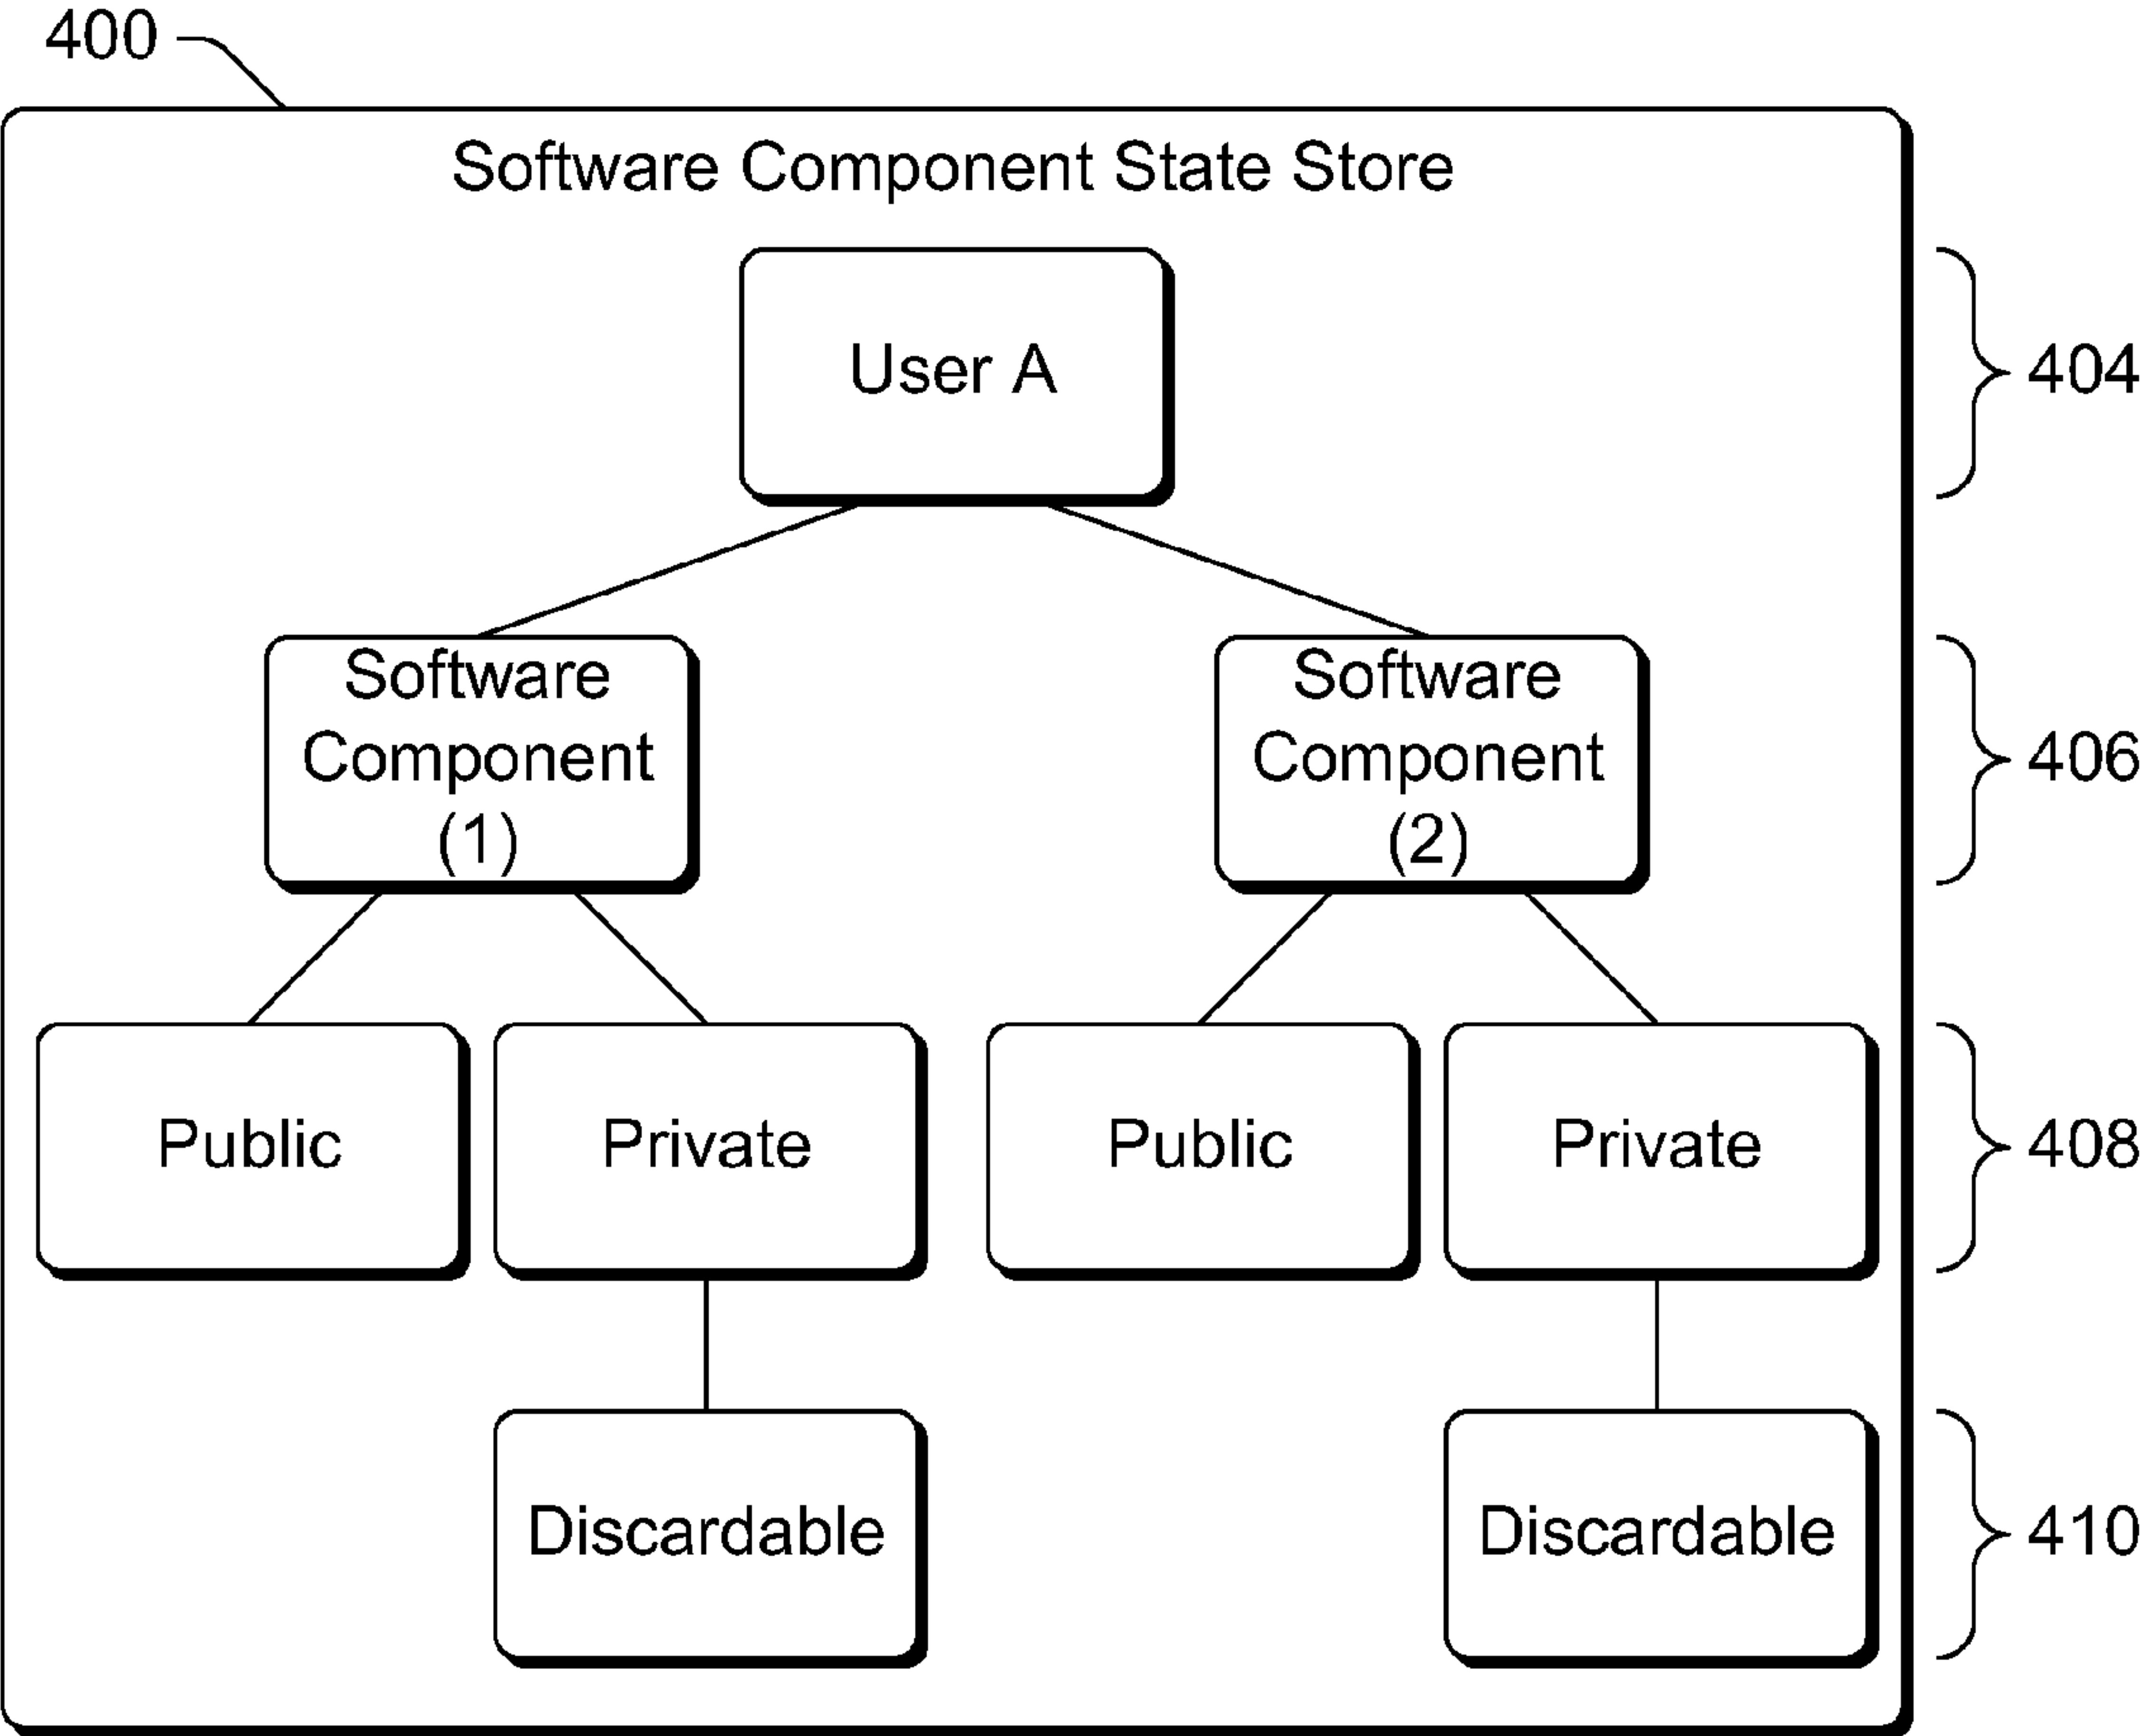 400
Software Component State Store
User A
404
Software
Component
(1)
Software
Component
(2)
406
Public
Private
Public
Private
408
Discardable
Discardable
410